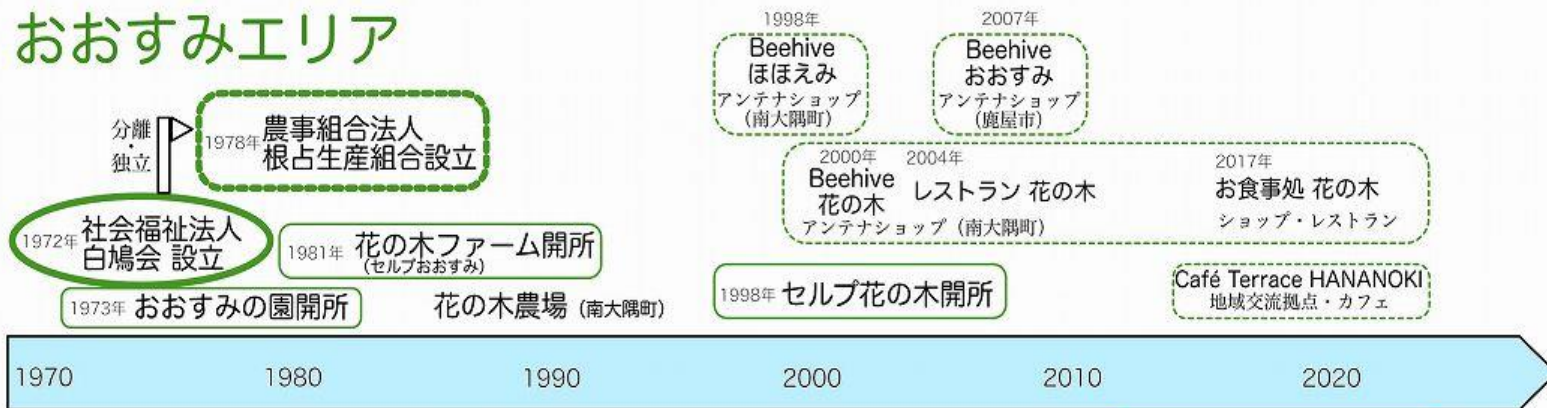 おおすみエリア
1998年
Beehive
ほほえみ
アンテナショップ
(南大隅町)
2007年
Beehive
おおすみ
アンテナショップ
(鹿屋市)
分離・独立
1978年 農事組合法人
根占生産組合設立
2000年
Beehive
花の木
2004年
レストラン 花の木
アンテナショップ(南大隅町)
2017年
お食事処 花の木
ショップ・レストラン
1972年 社会福祉法人
白鳩会 設立
1981年 花の木ファーム開所
(セルプおおすみ)
1973年 おおすみの園開所
花の木農場(南大隅町)
1998年 セルプ花の木開所
Café Terrace HANANOKI
地域交流拠点・カフェ
1970 1980 1990 2000 2010 2020